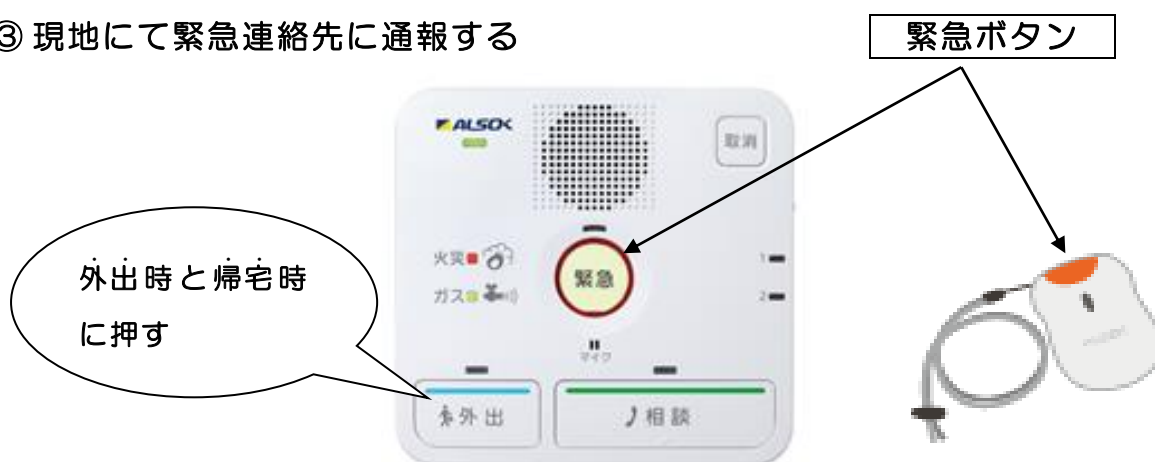 ③ 現地にて緊急連絡先に通報する
緊急ボタン
ALSOK
取消
外出時と帰宅時
に押す
火災
ガス
緊急
1
2
マイク
外出
相談